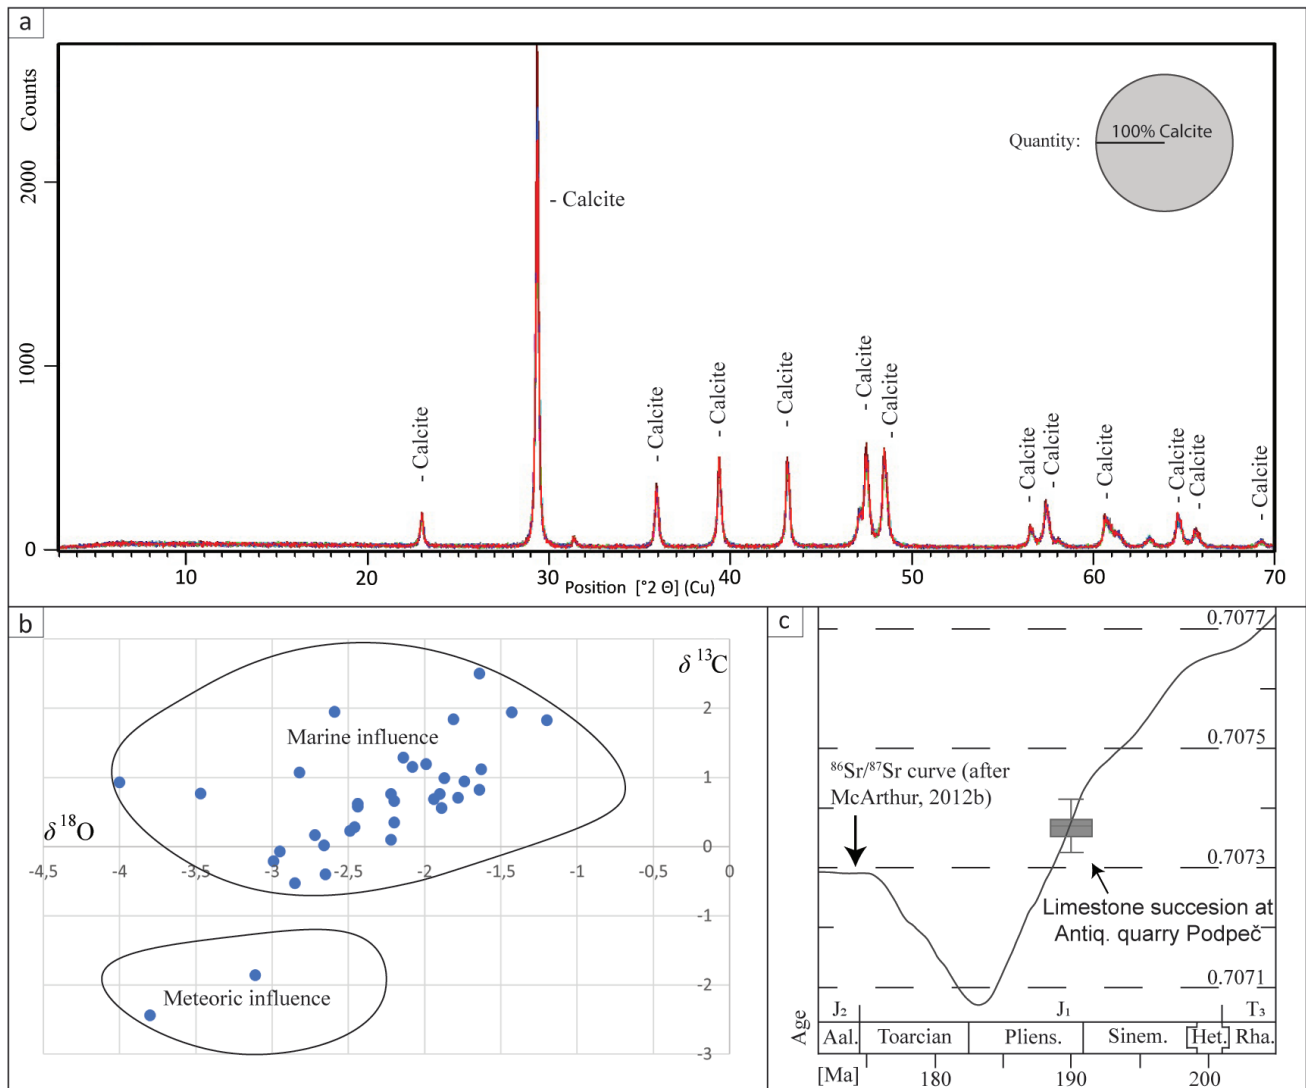 a
Counts
2000
1000
0
Quantity:
100% Calcite
- Calcite
- Calcite
- Calcite
- Calcite
- Calcite
- Calcite
- Calcite
- Calcite
- Calcite
- Calcite
- Calcite
- Calcite
- Calcite
10
20
30
40
50
60
70
Position [°2 Θ] (Cu)
b
δ 13C
Marine influence
δ 18O
Meteoric influence
2
1
0
-1
-2
-3
-4,5
-4
-3,5
-3
-2,5
-2
-1,5
-1
-0,5
0
c
0.7077
0.7075
0.7073
0.7071
86Sr/87Sr curve (after
McArthur, 2012b)
Limestone succesion at
Antiq. quarry Podpeč
Age
J2
J1
T3
Aal.
Toarcian
Pliens.
Sinem.
Het.
Rha.
[Ma]
180
190
200